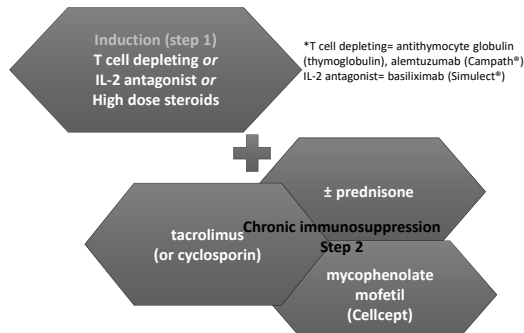 Induction (step 1)
T cell depleting or
IL-2 antagonist or
High dose steroids
*T cell depleting= antithymocyte globulin
(thymoglobulin), alemtuzumab (Campath®)
IL-2 antagonist= basiliximab (Simulect®)
± prednisone
Chronic immunosuppression
Step 2
tacrolimus
(or cyclosporin)
mycophenolate
mofetil
(Cellcept)